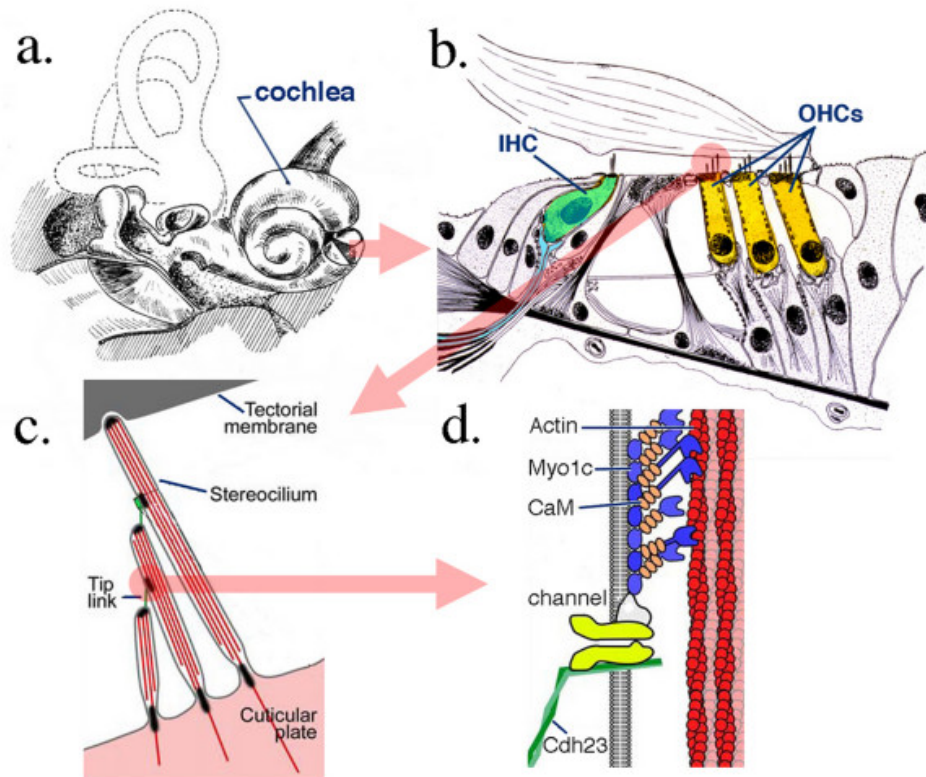 a.
cochlea
b.
IHC
OHCs
c.
Tectorial
membrane
Stereocilium
Tip
link
Cuticular
plate
d.
Actin
Myo1c
CaM
channel
Cdh23